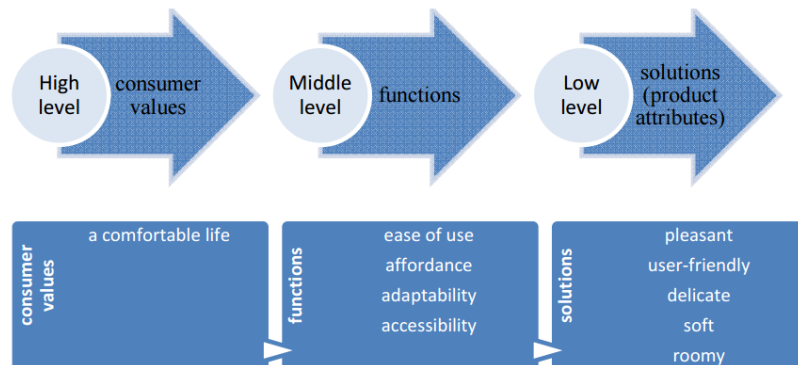 High
level
consumer
values
Middle
level
functions
Low
level
solutions
(product
attributes)
consumer
values
a comfortable life
functions
ease of use
affordance
adaptability
accessibility
solutions
pleasant
user-friendly
delicate
soft
roomy